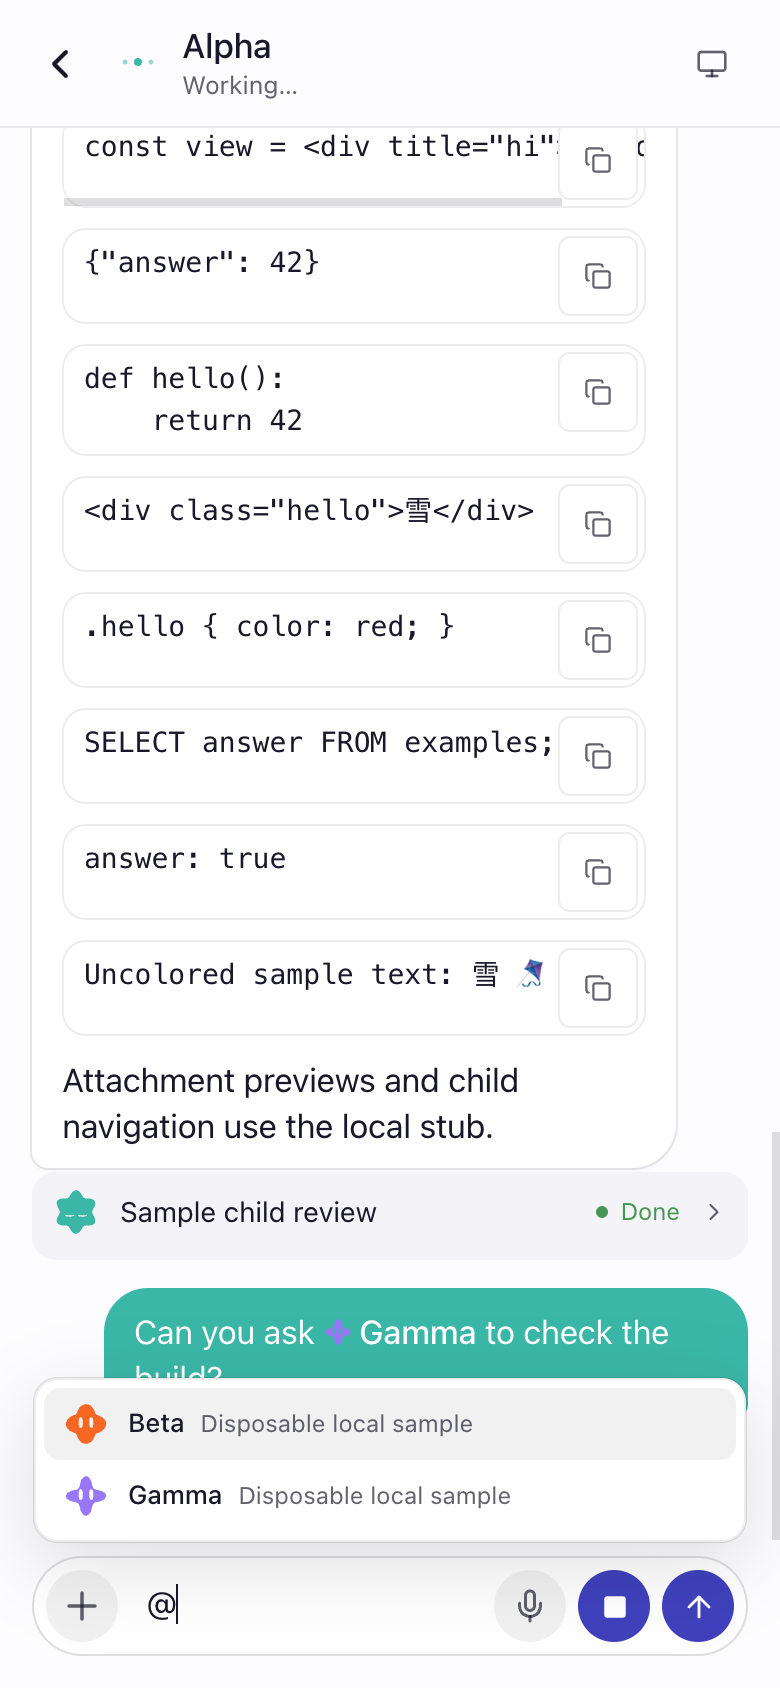 Alpha
Working...
const view = <div title="hi"
{"answer": 42}
def hello():
    return 42
<div class="hello">雪</div>
.hello { color: red; }
SELECT answer FROM examples;
answer: true
Uncolored sample text: 雪 🪁
Attachment previews and child
navigation use the local stub.
Sample child review
Done
Can you ask Gamma to check the
build?
Beta Disposable local sample
Gamma Disposable local sample
@